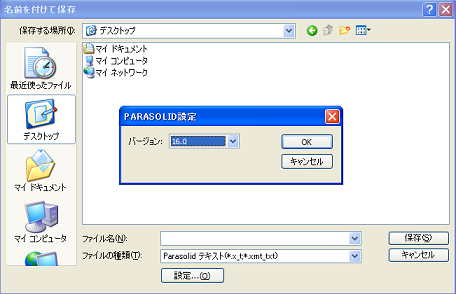 名前を付けて保存
保存する場所(I):
デスクトップ
最近使ったファイル
デスクトップ
マイ ドキュメント
マイ コンピュータ
マイ ドキュメント
マイ コンピュータ
マイ ネットワーク
PARASOLID設定
バージョン:
16.0
OK
キャンセル
ファイル名(N):
保存(S)
ファイルの種類(T):
Parasolid テキスト(*.x_t*.xmt_txt)
キャンセル
設定...(O)